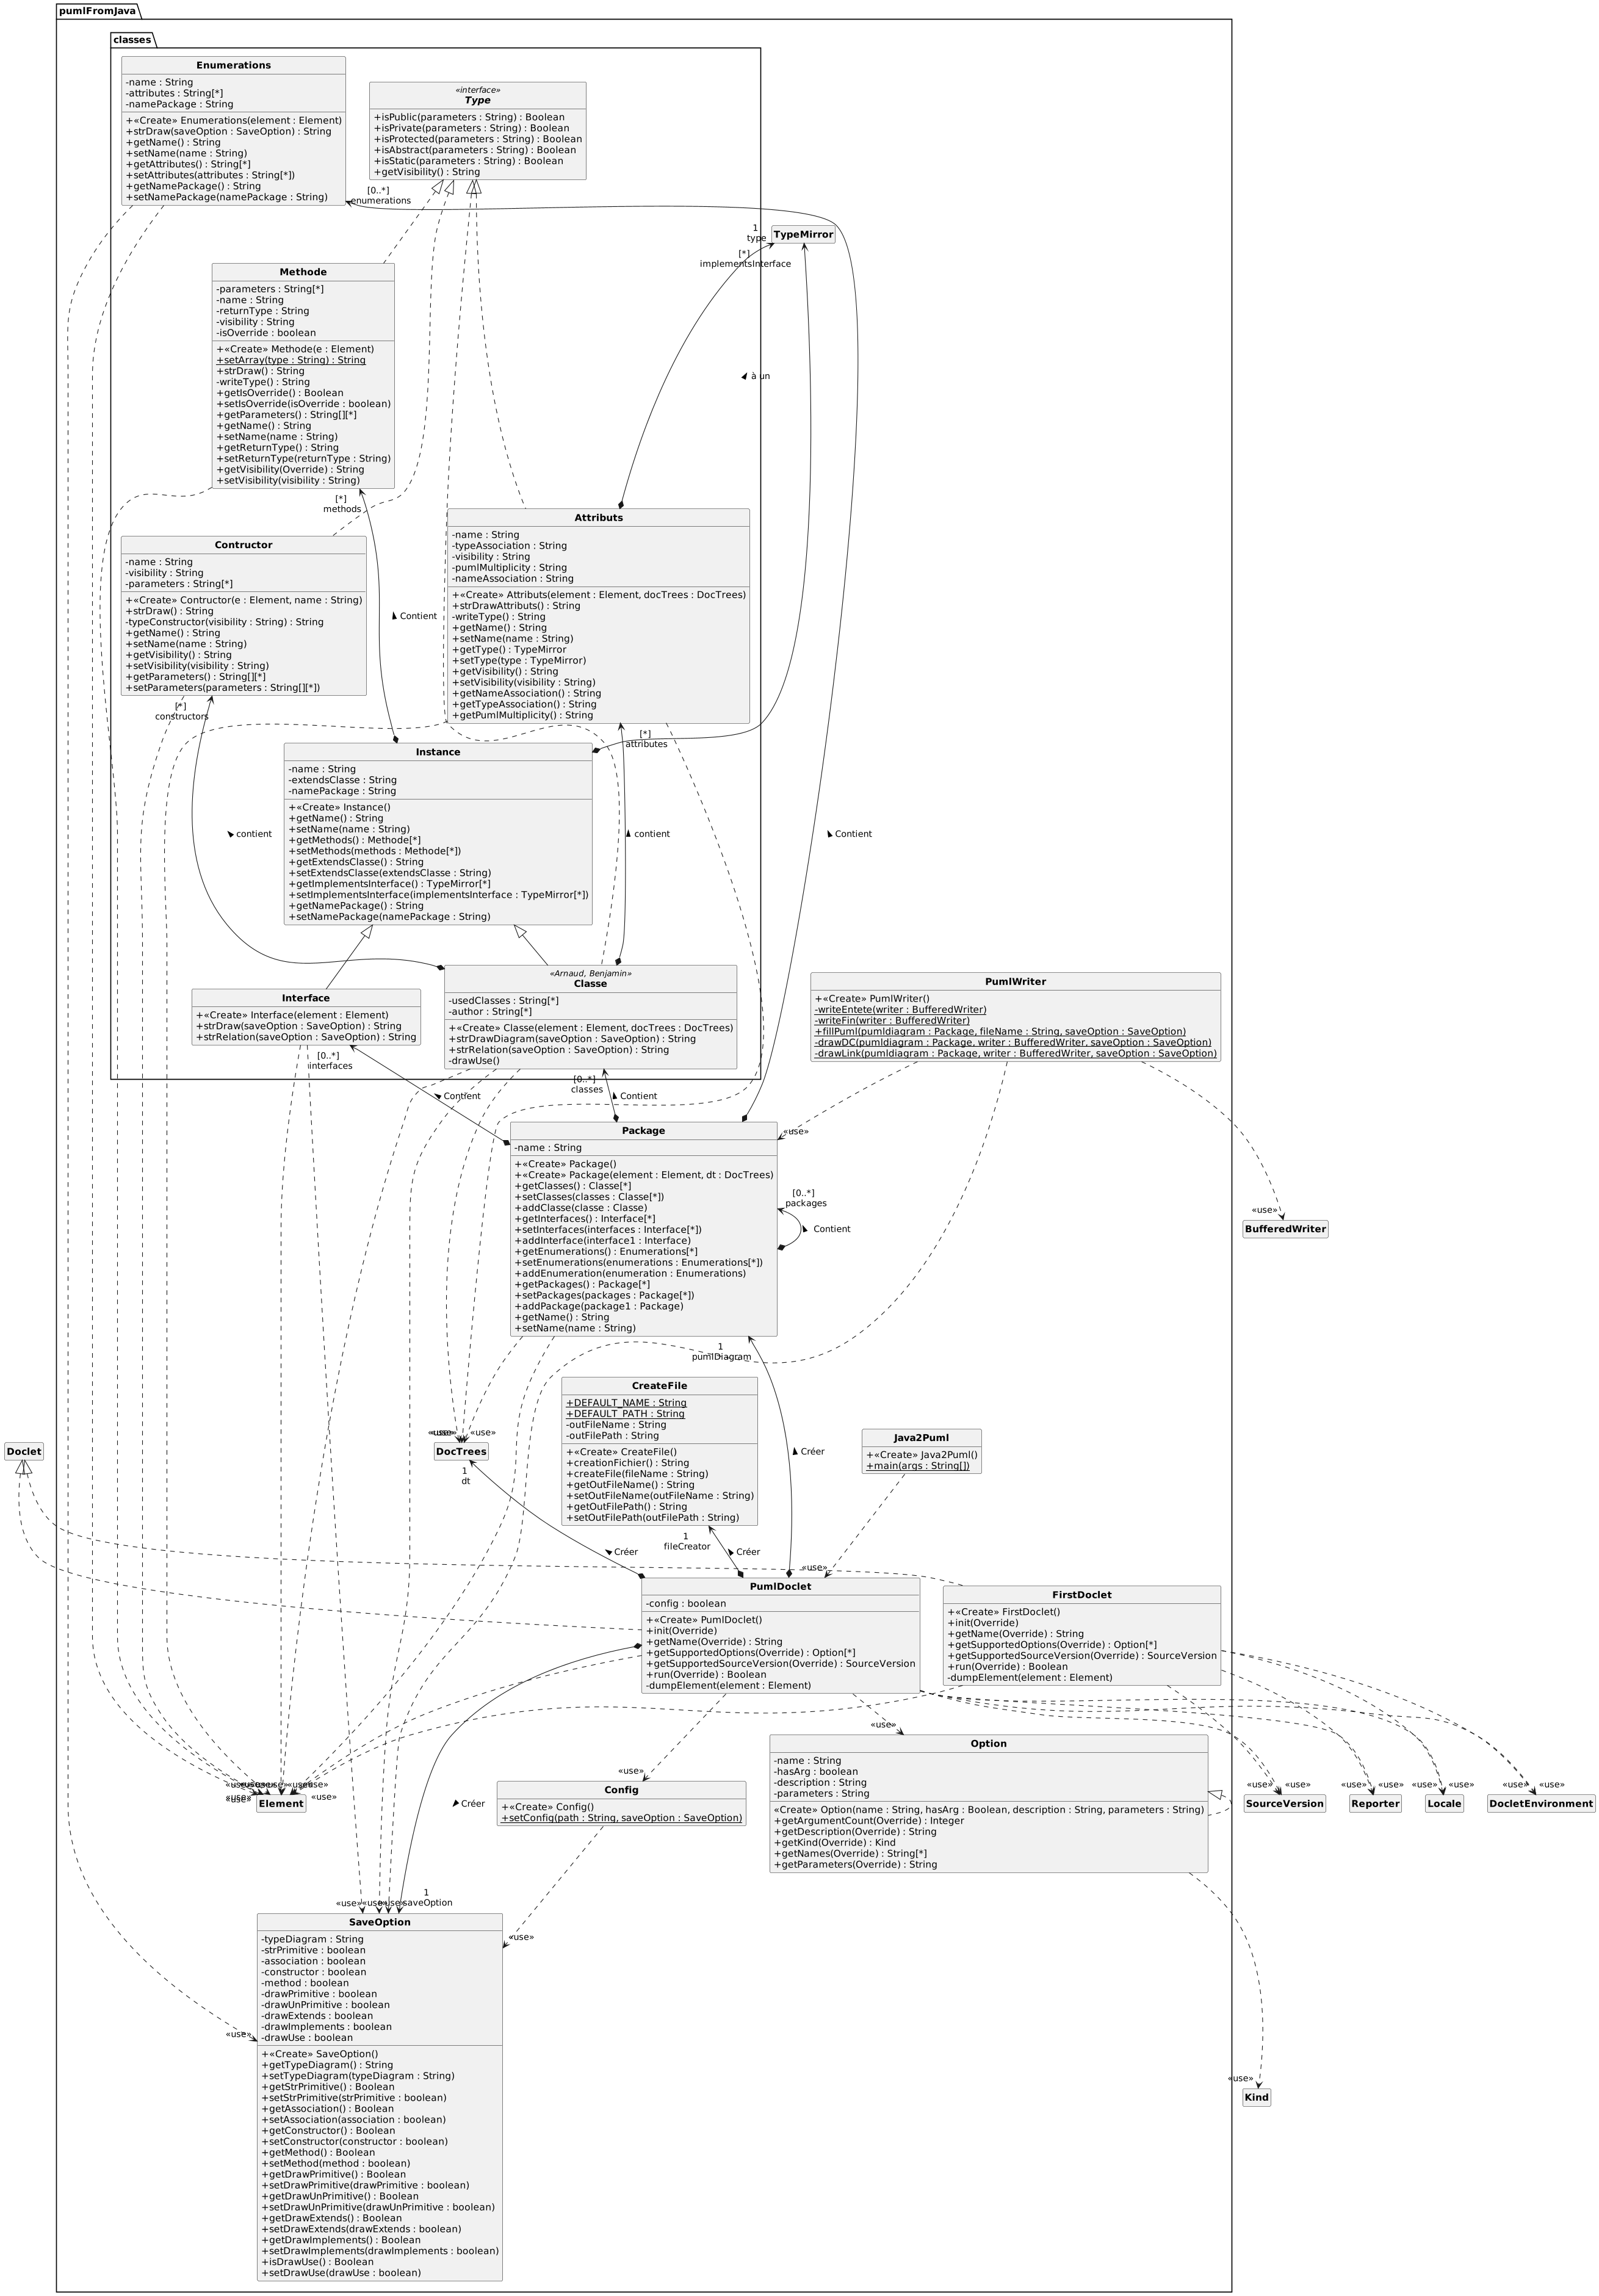 pumlFromJava
classes
Enumerations
-name : String
-attributes : String[*]
-namePackage : String
+«Create» Enumerations(element : Element)
+strDraw(saveOption : SaveOption) : String
+getName() : String
+setName(name : String)
+getAttributes() : String[*]
+setAttributes(attributes : String[*])
+getNamePackage() : String
+setNamePackage(namePackage : String)
«interface»
Type
+isPublic(parameters : String) : Boolean
+isPrivate(parameters : String) : Boolean
+isProtected(parameters : String) : Boolean
+isAbstract(parameters : String) : Boolean
+isStatic(parameters : String) : Boolean
+getVisibility() : String
[0..*]
enumerations
1
type
TypeMirror
[*]
implementsInterface
Methode
-parameters : String[*]
-name : String
-returnType : String
-visibility : String
-isOverride : boolean
+«Create» Methode(e : Element)
+setArray(type : String) : String
+strDraw() : String
-writeType() : String
+getIsOverride() : Boolean
+setIsOverride(isOverride : boolean)
+getParameters() : String[][*]
+getName() : String
+setName(name : String)
+getReturnType() : String
+setReturnType(returnType : String)
+getVisibility(Override) : String
+setVisibility(visibility : String)
à un
[*]
methods
Contructor
-name : String
-visibility : String
-parameters : String[*]
+«Create» Contructor(e : Element, name : String)
+strDraw() : String
-typeConstructor(visibility : String) : String
+getName() : String
+setName(name : String)
+getVisibility() : String
+setVisibility(visibility : String)
+getParameters() : String[][*]
+setParameters(parameters : String[][*])
Contient
Attributs
-name : String
-typeAssociation : String
-visibility : String
-pumlMultiplicity : String
-nameAssociation : String
+«Create» Attributs(element : Element, docTrees : DocTrees)
+strDrawAttributs() : String
-writeType() : String
+getName() : String
+setName(name : String)
+getType() : TypeMirror
+setType(type : TypeMirror)
+getVisibility() : String
+setVisibility(visibility : String)
+getNameAssociation() : String
+getTypeAssociation() : String
+getPumlMultiplicity() : String
[*]
constructors
[*]
attributes
Instance
-name : String
-extendsClasse : String
-namePackage : String
+«Create» Instance()
+getName() : String
+setName(name : String)
+getMethods() : Methode[*]
+setMethods(methods : Methode[*])
+getExtendsClasse() : String
+setExtendsClasse(extendsClasse : String)
+getImplementsInterface() : TypeMirror[*]
+setImplementsInterface(implementsInterface : TypeMirror[*])
+getNamePackage() : String
+setNamePackage(namePackage : String)
contient
contient
Contient
Interface
+«Create» Interface(element : Element)
+strDraw(saveOption : SaveOption) : String
+strRelation(saveOption : SaveOption) : String
«Arnaud, Benjamin»
Classe
-usedClasses : String[*]
-author : String[*]
+«Create» Classe(element : Element, docTrees : DocTrees)
+strDrawDiagram(saveOption : SaveOption) : String
+strRelation(saveOption : SaveOption) : String
-drawUse()
PumlWriter
+«Create» PumlWriter()
-writeEntete(writer : BufferedWriter)
-writeFin(writer : BufferedWriter)
+fillPuml(pumldiagram : Package, fileName : String, saveOption : SaveOption)
-drawDC(pumldiagram : Package, writer : BufferedWriter, saveOption : SaveOption)
-drawLink(pumldiagram : Package, writer : BufferedWriter, saveOption : SaveOption)
[0..*]
interfaces
[0..*]
classes
Contient
Contient
Package
-name : String
+«Create» Package()
+«Create» Package(element : Element, dt : DocTrees)
+getClasses() : Classe[*]
+setClasses(classes : Classe[*])
+addClasse(classe : Classe)
+getInterfaces() : Interface[*]
+setInterfaces(interfaces : Interface[*])
+addInterface(interface1 : Interface)
+getEnumerations() : Enumerations[*]
+setEnumerations(enumerations : Enumerations[*])
+addEnumeration(enumeration : Enumerations)
+getPackages() : Package[*]
+setPackages(packages : Package[*])
+addPackage(package1 : Package)
+getName() : String
+setName(name : String)
«use»
[0..*]
packages
Contient
«use»
BufferedWriter
1
pumlDiagram
CreateFile
+DEFAULT_NAME : String
+DEFAULT_PATH : String
-outFileName : String
-outFilePath : String
+«Create» CreateFile()
+creationFichier() : String
+createFile(fileName : String)
+getOutFileName() : String
+setOutFileName(outFileName : String)
+getOutFilePath() : String
+setOutFilePath(outFilePath : String)
Java2Puml
+«Create» Java2Puml()
+main(args : String[])
Doclet
«use»
DocTrees
1
dt
Créer
1
fileCreator
Créer
Créer
«use»
PumlDoclet
-config : boolean
+«Create» PumlDoclet()
+init(Override)
+getName(Override) : String
+getSupportedOptions(Override) : Option[*]
+getSupportedSourceVersion(Override) : SourceVersion
+run(Override) : Boolean
-dumpElement(element : Element)
FirstDoclet
+«Create» FirstDoclet()
+init(Override)
+getName(Override) : String
+getSupportedOptions(Override) : Option[*]
+getSupportedSourceVersion(Override) : SourceVersion
+run(Override) : Boolean
-dumpElement(element : Element)
«use»
Option
-name : String
-hasArg : boolean
-description : String
-parameters : String
«Create» Option(name : String, hasArg : Boolean, description : String, parameters : String)
+getArgumentCount(Override) : Integer
+getDescription(Override) : String
+getKind(Override) : Kind
+getNames(Override) : String[*]
+getParameters(Override) : String
«use»
Config
+«Create» Config()
+setConfig(path : String, saveOption : SaveOption)
«use»
Element
Créer
«use» «use»
SourceVersion
«use» «use»
Reporter
«use» «use»
Locale
«use» «use»
DocletEnvironment
«use»
1
saveOption
«use»
SaveOption
-typeDiagram : String
-strPrimitive : boolean
-association : boolean
-constructor : boolean
-method : boolean
-drawPrimitive : boolean
-drawUnPrimitive : boolean
-drawExtends : boolean
-drawImplements : boolean
-drawUse : boolean
+«Create» SaveOption()
+getTypeDiagram() : String
+setTypeDiagram(typeDiagram : String)
+getStrPrimitive() : Boolean
+setStrPrimitive(strPrimitive : boolean)
+getAssociation() : Boolean
+setAssociation(association : boolean)
+getConstructor() : Boolean
+setConstructor(constructor : boolean)
+getMethod() : Boolean
+setMethod(method : boolean)
+getDrawPrimitive() : Boolean
+setDrawPrimitive(drawPrimitive : boolean)
+getDrawUnPrimitive() : Boolean
+setDrawUnPrimitive(drawUnPrimitive : boolean)
+getDrawExtends() : Boolean
+setDrawExtends(drawExtends : boolean)
+getDrawImplements() : Boolean
+setDrawImplements(drawImplements : boolean)
+isDrawUse() : Boolean
+setDrawUse(drawUse : boolean)
«use»
«use»
Kind